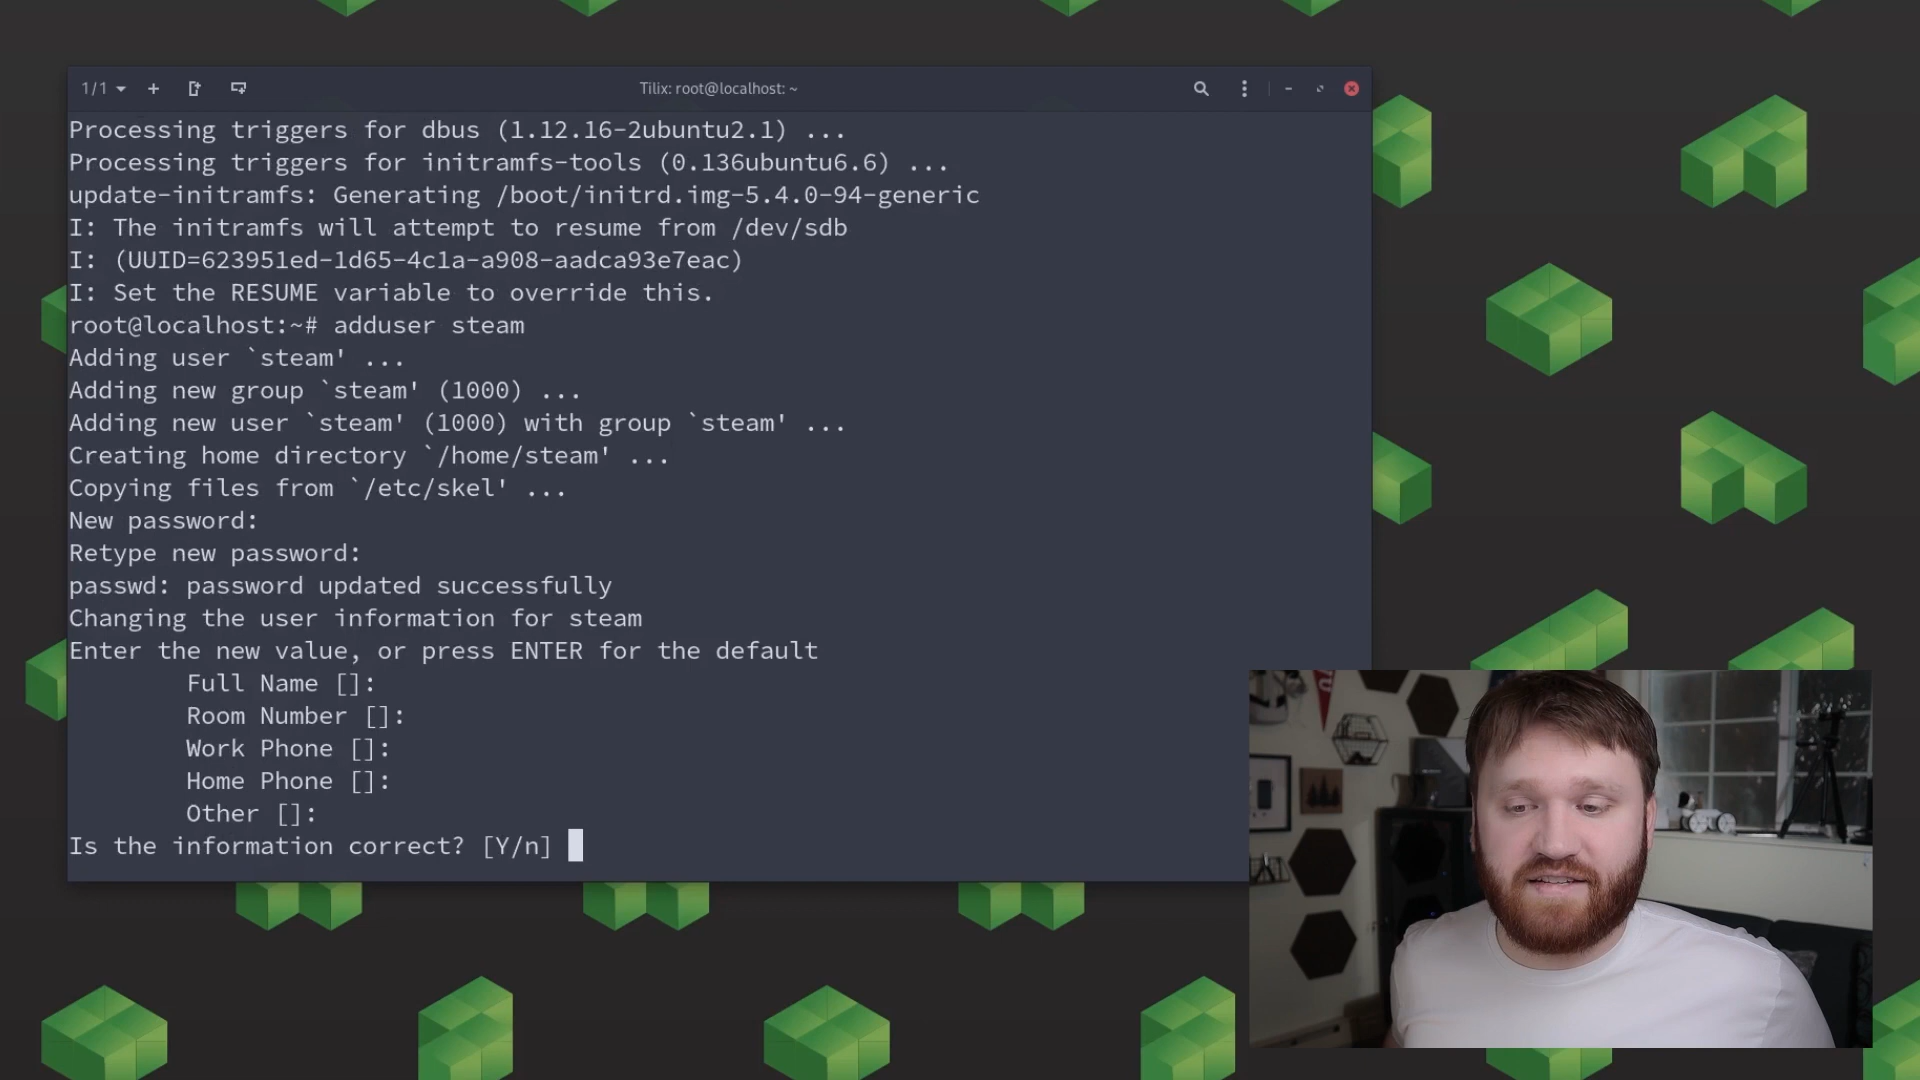 1/1
Tilix: root@localhost: ~
Processing triggers for dbus (1.12.16-2ubuntu2.1) ...
Processing triggers for initramfs-tools (0.136ubuntu6.6) ...
update-initramfs: Generating /boot/initrd.img-5.4.0-94-generic
I: The initramfs will attempt to resume from /dev/sdb
I: (UUID=623951ed-1d65-4c1a-a908-aadca93e7eac)
I: Set the RESUME variable to override this.
root@localhost:~# adduser steam
Adding user `steam' ...
Adding new group `steam' (1000) ...
Adding new user `steam' (1000) with group `steam' ...
Creating home directory `/home/steam' ...
Copying files from `/etc/skel' ...
New password:
Retype new password:
passwd: password updated successfully
Changing the user information for steam
Enter the new value, or press ENTER for the default
Full Name []:
Room Number []:
Work Phone []:
Home Phone []:
Other []:
Is the information correct? [Y/n]